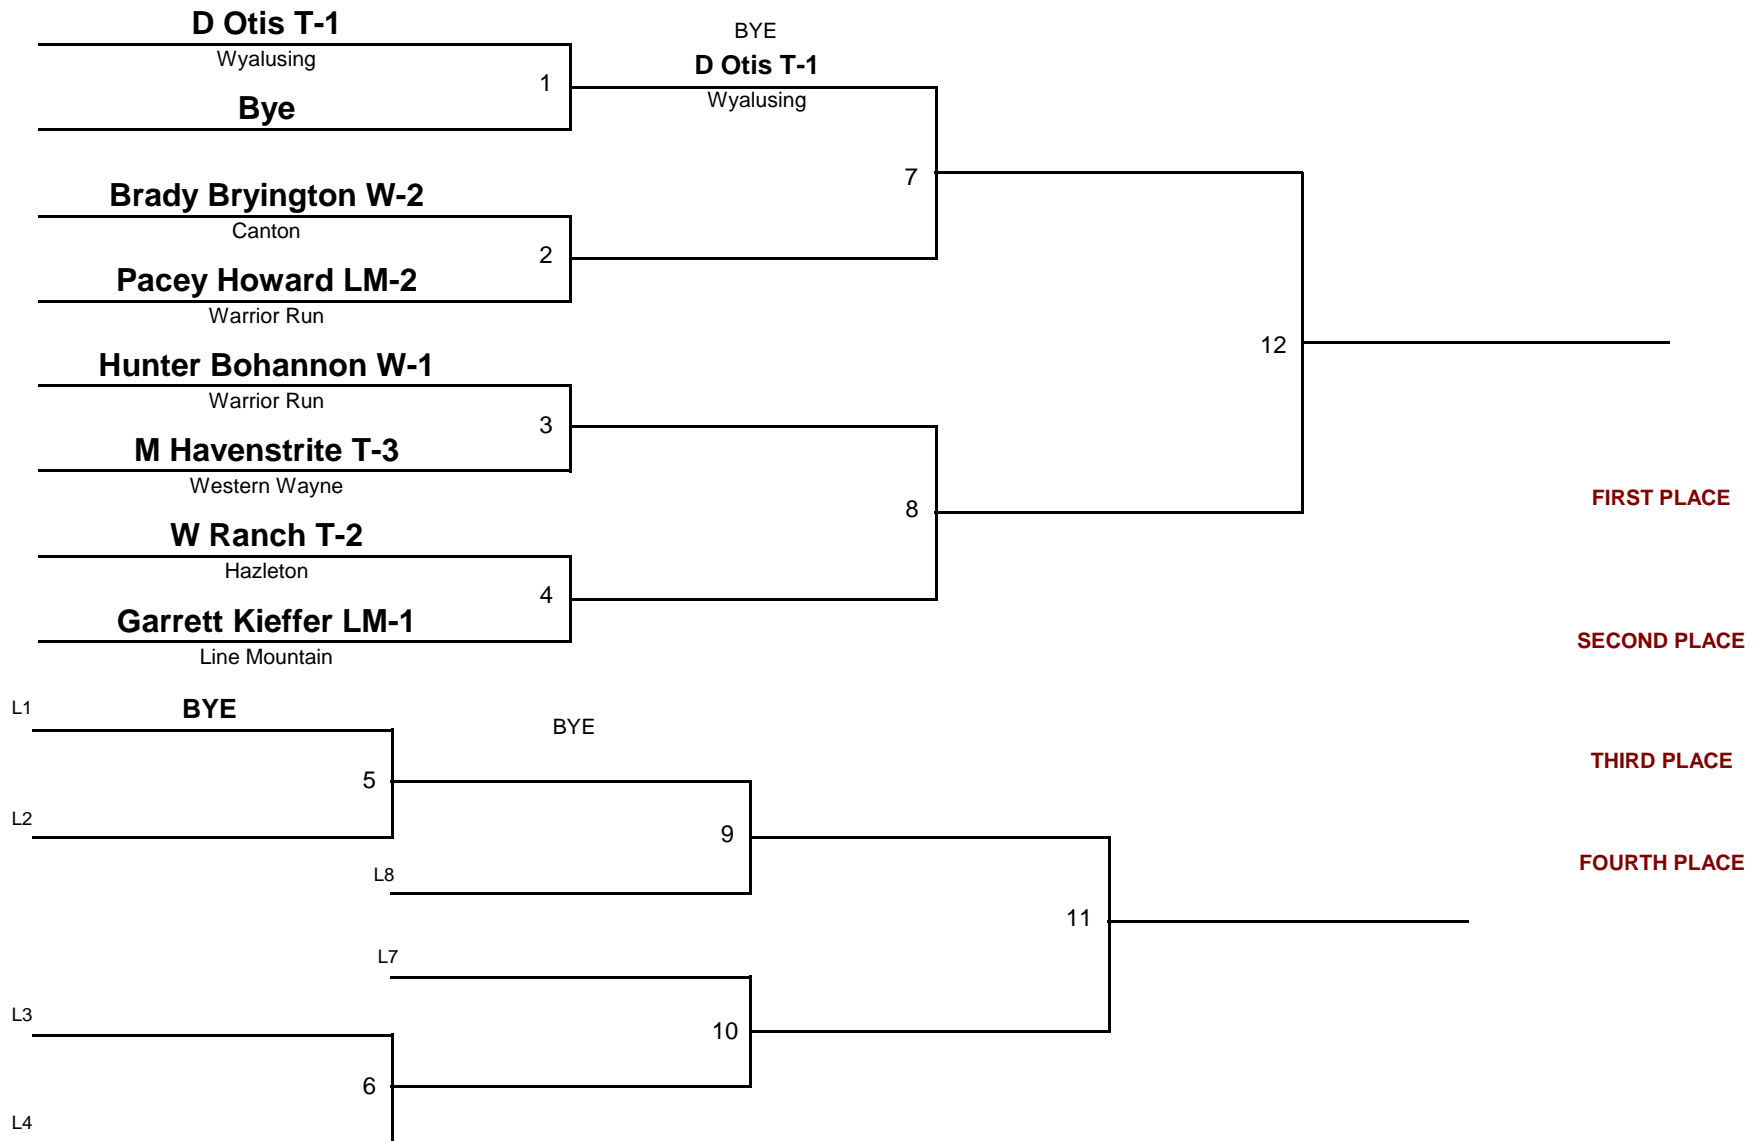 D Otis T-1
Wyalusing
1
Bye
BYE
D Otis T-1
Wyalusing
7
Brady Bryington W-2
Canton
2
Pacey Howard LM-2
Warrior Run
12
Hunter Bohannon W-1
Warrior Run
3
M Havenstrite T-3
Western Wayne
8
FIRST PLACE
W Ranch T-2
Hazleton
4
Garrett Kieffer LM-1
Line Mountain
SECOND PLACE
L1
BYE
BYE
5
THIRD PLACE
L2
9
L8
FOURTH PLACE
11
L7
L3
10
6
L4